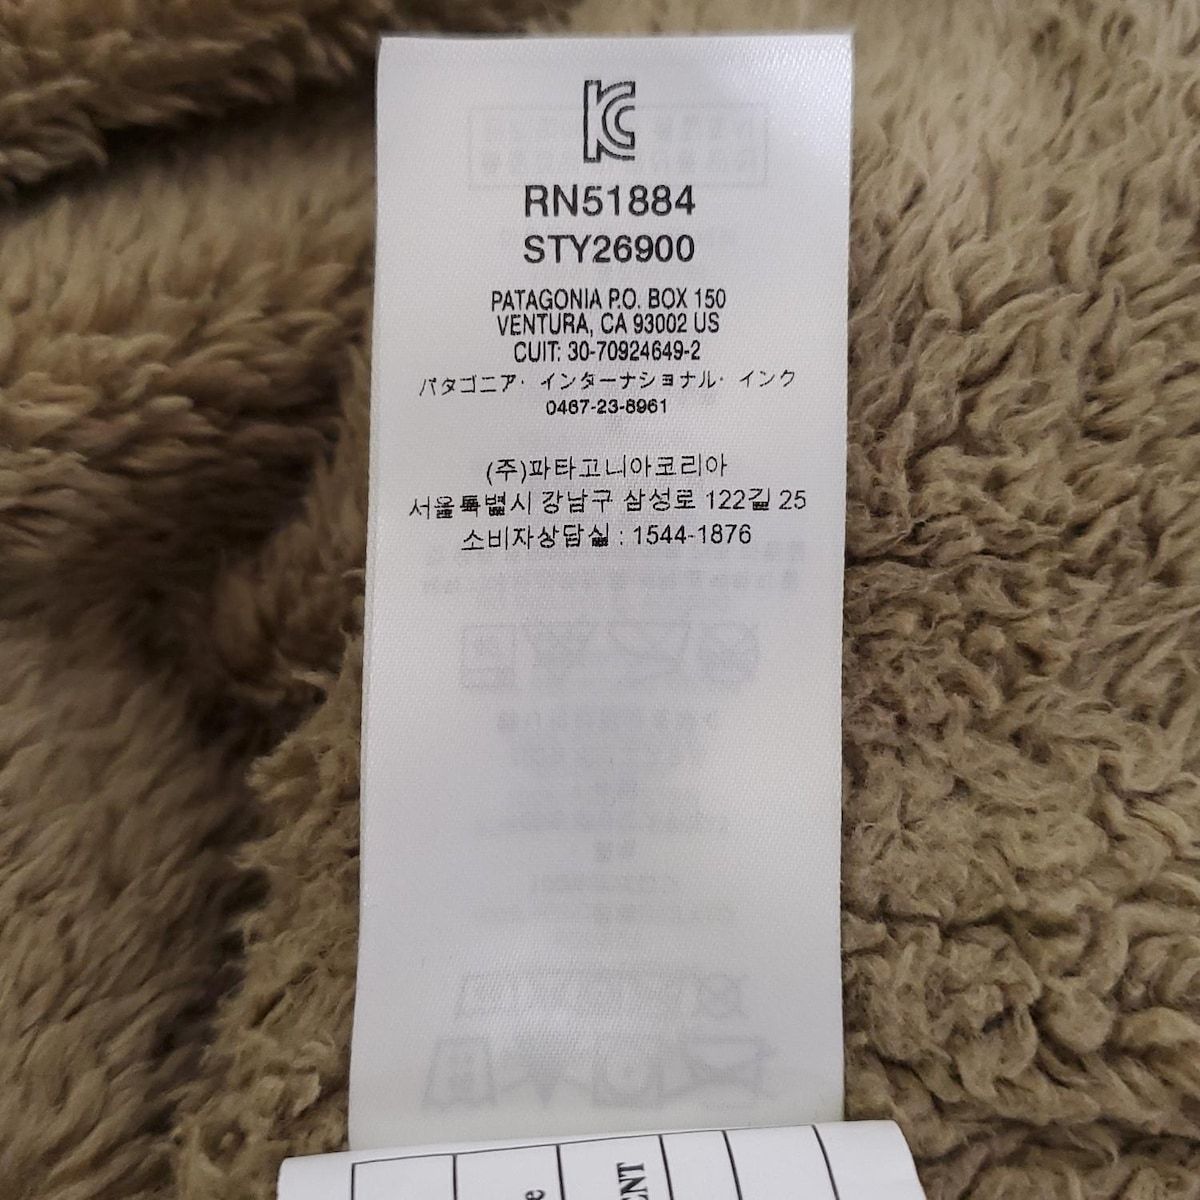 KC
RN51884
STY26900
PATAGONIA P.O. BOX 150
VENTURA, CA 93002 US
CUIT: 30-70924649-2
パタゴニア・インターナショナル・インク
0467-23-8961
(주)파타고니아코리아
서울특별시 강남구 삼성로 122길 25
소비자상담실 : 1544-1876